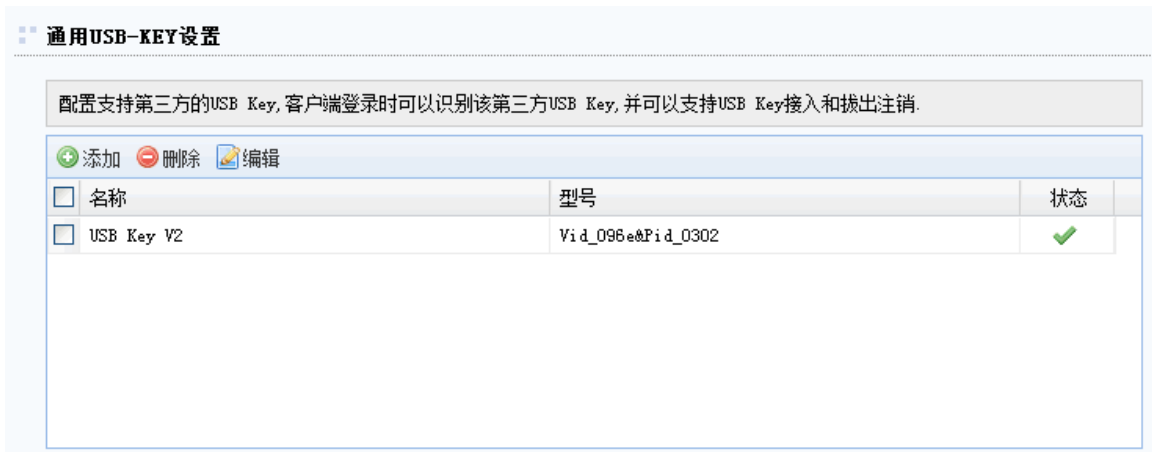 通用USB-KEY设置
配置支持第三方的USB Key,客户端登录时可以识别该第三方USB Key,并可以支持USB Key接入和拔出注销.
添加 删除 编辑
名称 型号 状态
USB Key V2 Vid_096e&Pid_0302